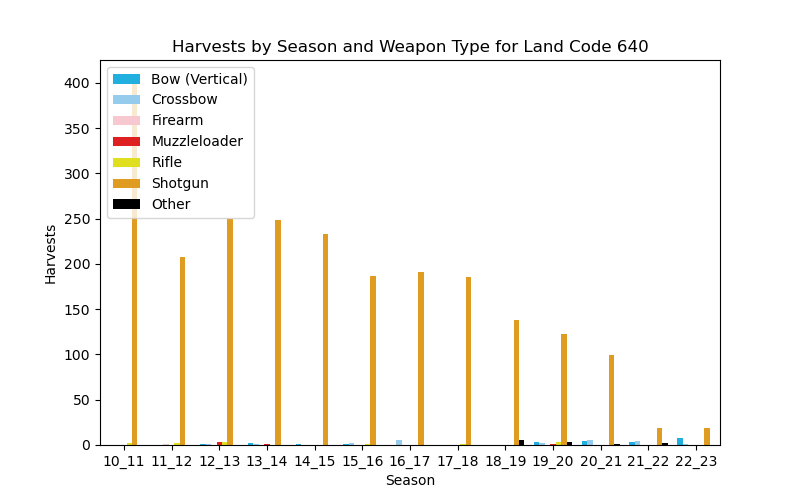 Harvests by Season and Weapon Type for Land Code 640
Bow (Vertical)
Crossbow
Firearm
Muzzleloader
Rifle
Shotgun
Other
400
350
300
250
200
150
100
50
0
Harvests
10_11 11_12 12_13 13_14 14_15 15_16 16_17 17_18 18_19 19_20 20_21 21_22 22_23
Season